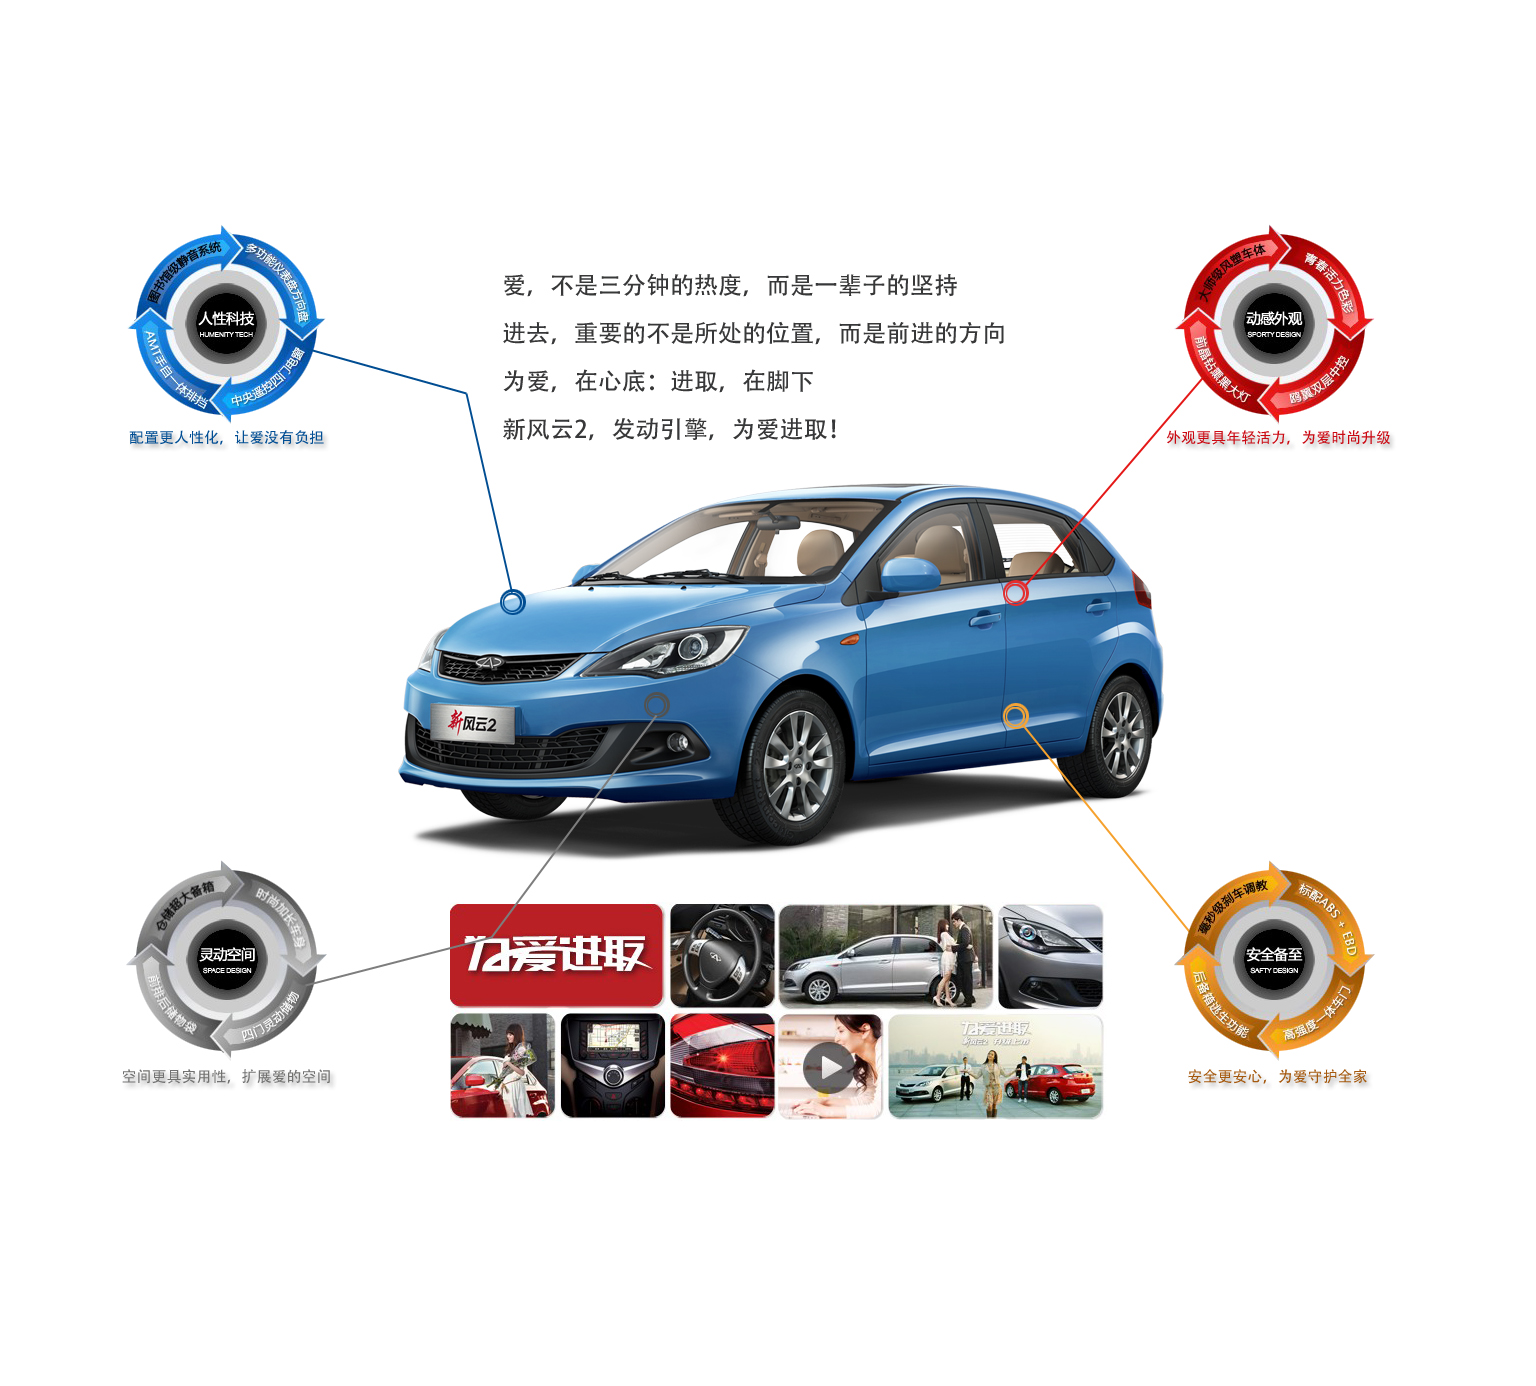 图书馆级静音系统
多功能仪表盘方向盘
中央遥控四门电窗
AMT手自一体排挡
人性科技
HUMENITY TECH
配置更人性化，让爱没有负担
爱，不是三分钟的热度，而是一辈子的坚持
进去，重要的不是所处的位置，而是前进的方向
为爱，在心底：进取，在脚下
新风云2，发动引擎，为爱进取！
大师级风塑车体
青春活力色彩
鸥翼双层中控
前晶钻熏黑大灯
动感外观
SPORTY DESIGN
外观更具年轻活力，为爱时尚升级
新风云2
仓储超大备箱
时尚加长车身
四门灵动储物
前排后储物袋
灵动空间
SPACE DESIGN
空间更具实用性，扩展爱的空间
为爱进取
为爱进取
新风云2
毫秒级刹车调教
标配ABS + EBD
高强度一体车门
后备箱逃生功能
安全备至
SAFTY DESIGN
安全更安心，为爱守护全家